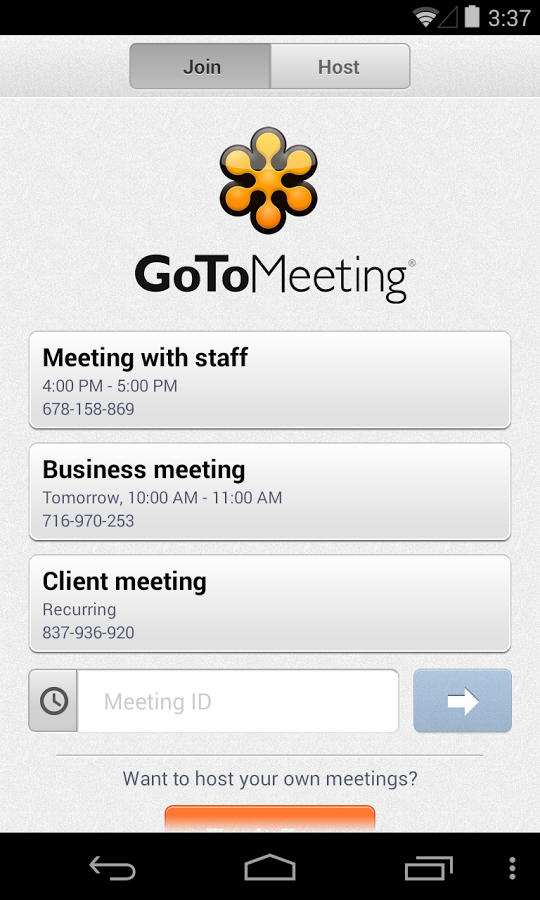 3:37
Join
Host
GoToMeeting®
Meeting with staff
4:00 PM - 5:00 PM
678-158-869
Business meeting
Tomorrow, 10:00 AM - 11:00 AM
716-970-253
Client meeting
Recurring
837-936-920
Meeting ID
Want to host your own meetings?